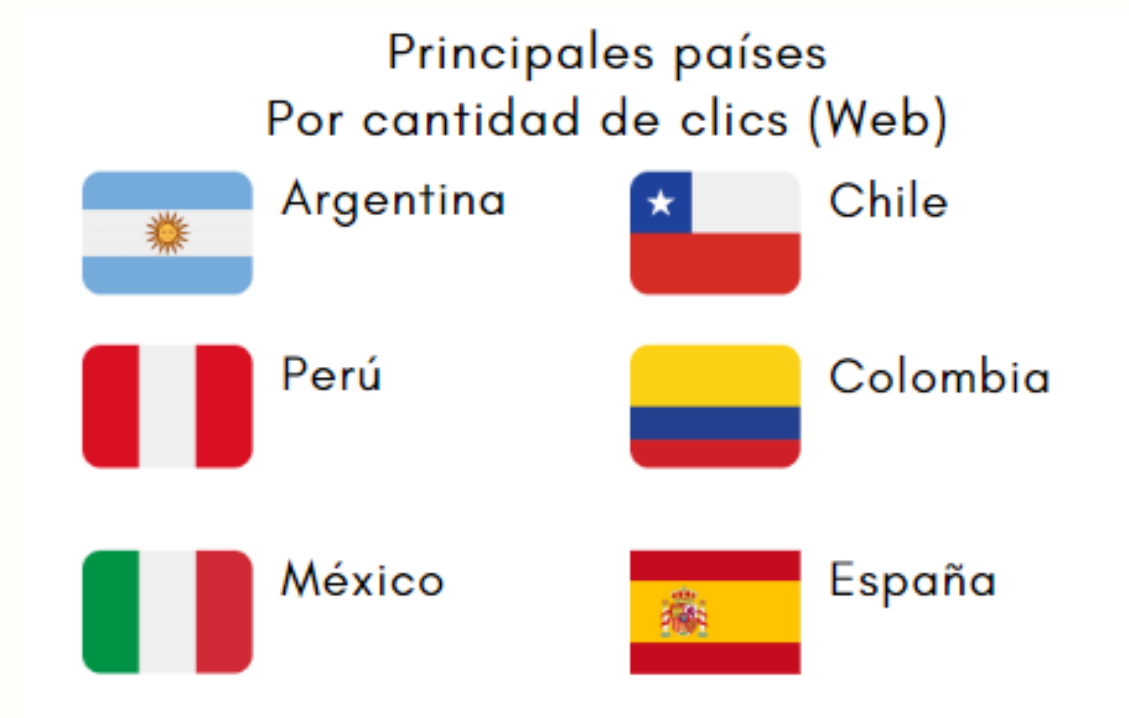 Principales países
Por cantidad de clics (Web)
Argentina
Chile
Perú
Colombia
México
España